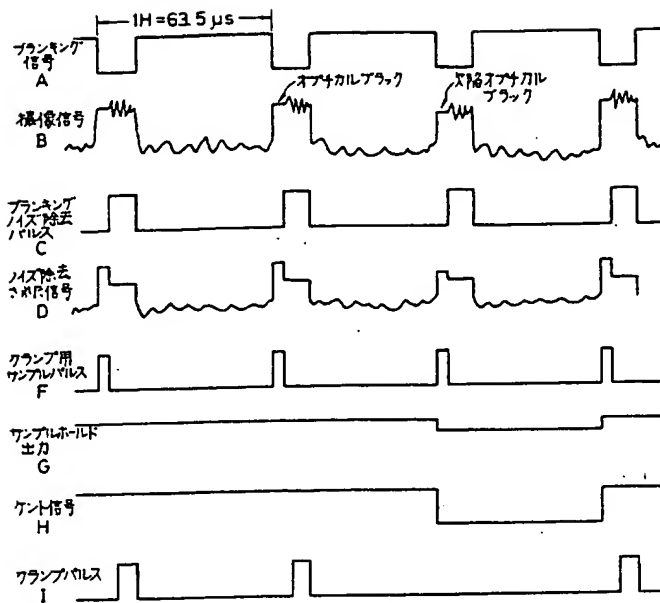 1H=63.5μs
ブランキング
信号
A
オプチカルブラック
欠陥オプチカル
ブラック
撮像信号
B
ブランキング
ノイズ除去
パルス
C
ノイズ除去
された信号
D
クランプ用
サンプルパルス
F
サンプルホールド
出力
G
ゲート信号
H
クランプパルス
I